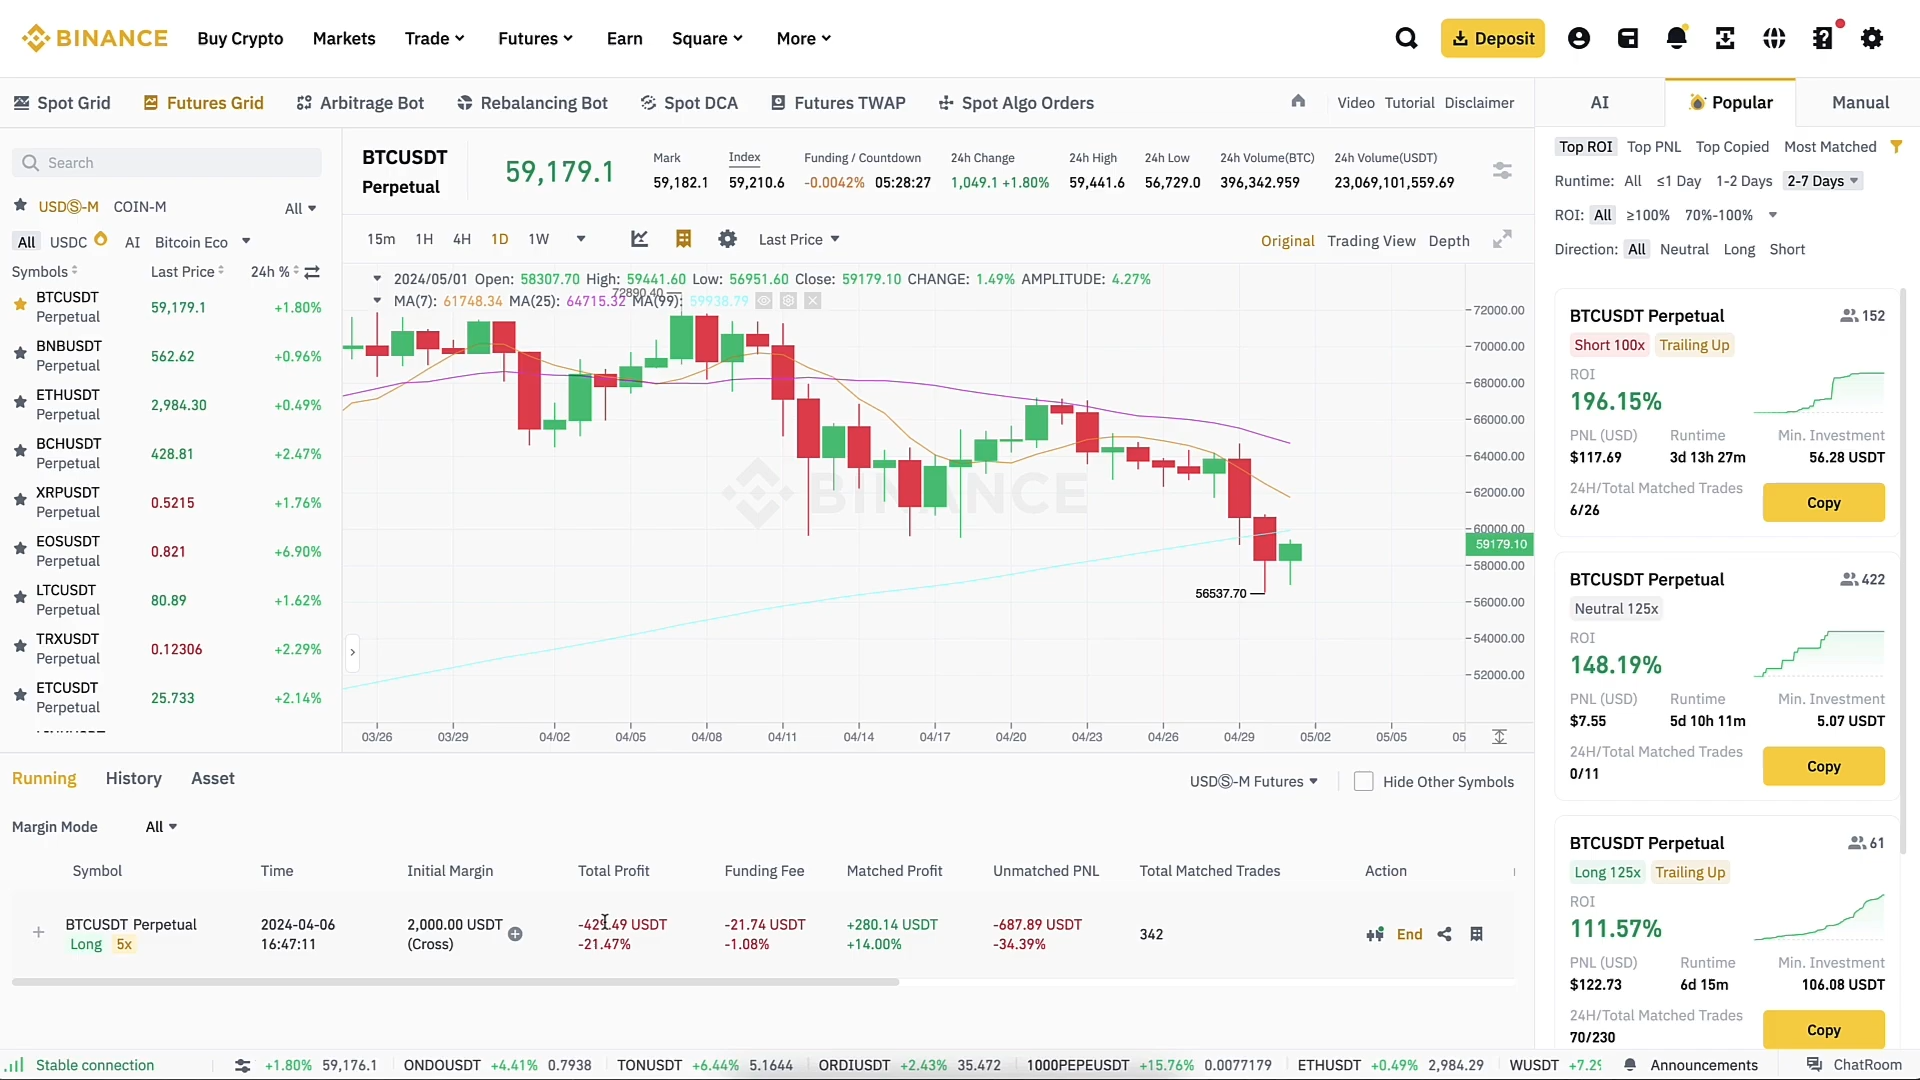 BINANCE
Buy Crypto Markets Trade Futures Earn Square More
Deposit
Spot Grid Futures Grid Arbitrage Bot Rebalancing Bot Spot DCA Futures TWAP Spot Algo Orders
Video Tutorial Disclaimer
AI Popular Manual
Search
USDⓈ-M COIN-M All
All USDC AI Bitcoin Eco
Symbols Last Price 24h %
BTCUSDT Perpetual 59,179.1 +1.80%
BNBUSDT Perpetual 562.62 +0.96%
ETHUSDT Perpetual 2,984.30 +0.49%
BCHUSDT Perpetual 428.81 +2.47%
XRPUSDT Perpetual 0.5215 +1.76%
EOSUSDT Perpetual 0.821 +6.90%
LTCUSDT Perpetual 80.89 +1.62%
TRXUSDT Perpetual 0.12306 +2.29%
ETCUSDT Perpetual 25.733 +2.14%
BTCUSDT
Perpetual
59,179.1
Mark Index Funding / Countdown 24h Change 24h High 24h Low 24h Volume(BTC) 24h Volume(USDT)
59,182.1 59,210.6 -0.0042% 05:28:27 1,049.1 +1.80% 59,441.6 56,729.0 396,342.959 23,069,101,559.69
15m 1H 4H 1D 1W Last Price Original Trading View Depth
2024/05/01 Open: 58307.70 High: 59441.60 Low: 56951.60 Close: 59179.10 CHANGE: 1.49% AMPLITUDE: 4.27%
MA(7): 61748.34 MA(25): 64715.32 MA(99): 59938.79
72890.40
BINANCE
72000.00
70000.00
68000.00
66000.00
64000.00
62000.00
60000.00
59179.10
58000.00
56000.00
54000.00
52000.00
56537.70
03/26 03/29 04/02 04/05 04/08 04/11 04/14 04/17 04/20 04/23 04/26 04/29 05/02 05/05 05
Running History Asset
USDⓈ-M Futures Hide Other Symbols
Margin Mode All
Symbol Time Initial Margin Total Profit Funding Fee Matched Profit Unmatched PNL Total Matched Trades Action
BTCUSDT Perpetual 2024-04-06 2,000.00 USDT USDT -21.74 USDT +280.14 USDT -687.89 USDT 342 End
Long 5x 16:47:11 (Cross) -21.47% -1.08% +14.00% -34.39%
Top ROI Top PNL Top Copied Most Matched
Runtime: All ≤1 Day 1-2 Days 2-7 Days
ROI: All ≥100% 70%-100%
Direction: All Neutral Long Short
BTCUSDT Perpetual 152
Short 100x Trailing Up
ROI
196.15%
PNL (USD) Runtime Min. Investment
$117.69 3d 13h 27m 56.28 USDT
24H/Total Matched Trades
6/26
Copy
BTCUSDT Perpetual 422
Neutral 125x
ROI
148.19%
PNL (USD) Runtime Min. Investment
$7.55 5d 10h 11m 5.07 USDT
24H/Total Matched Trades
0/11
Copy
BTCUSDT Perpetual 61
Long 125x Trailing Up
ROI
111.57%
PNL (USD) Runtime Min. Investment
$122.73 6d 15m 106.08 USDT
24H/Total Matched Trades
70/230
Copy
Stable connection +1.80% 59,176.1 ONDOUSDT +4.41% 0.7938 TONUSDT +6.44% 5.1644 ORDIUSDT +2.43% 35.472 1000PEPEUSDT +15.76% 0.0077179 ETHUSDT +0.49% 2,984.29 WUSDT Announcements ChatRoom